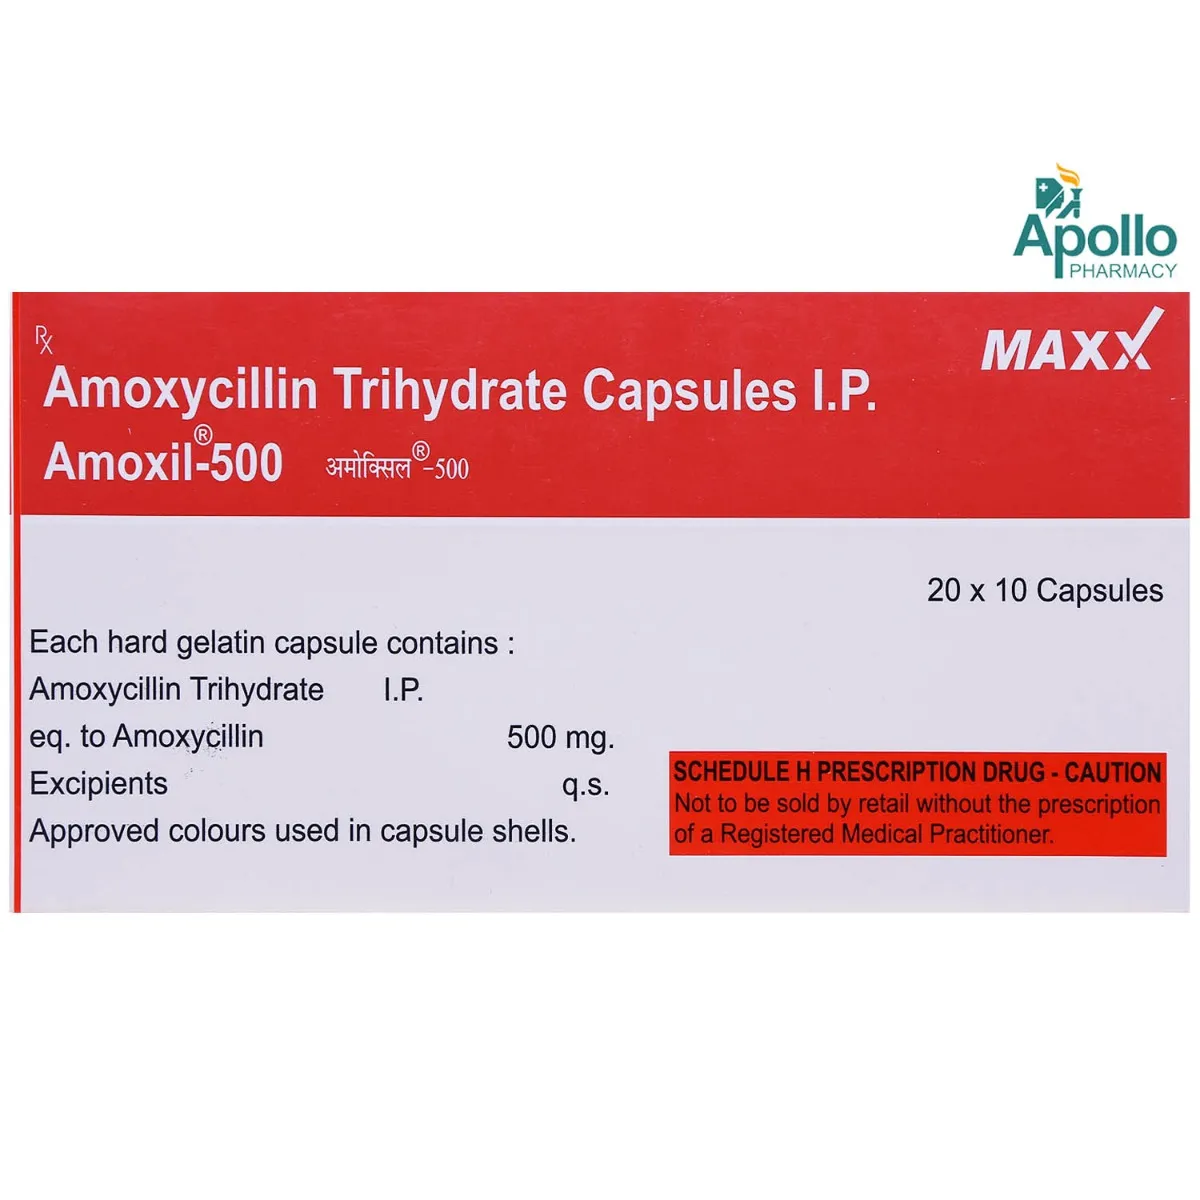 Apollo
PHARMACY
Rx
MAXX
Amoxycillin Trihydrate Capsules I.P.
Amoxil®-500 अमोक्सिल®-500
20 x 10 Capsules
Each hard gelatin capsule contains :
Amoxycillin Trihydrate I.P.
eq. to Amoxycillin 500 mg.
Excipients q.s.
Approved colours used in capsule shells.
SCHEDULE H PRESCRIPTION DRUG - CAUTION
Not to be sold by retail without the prescription
of a Registered Medical Practitioner.